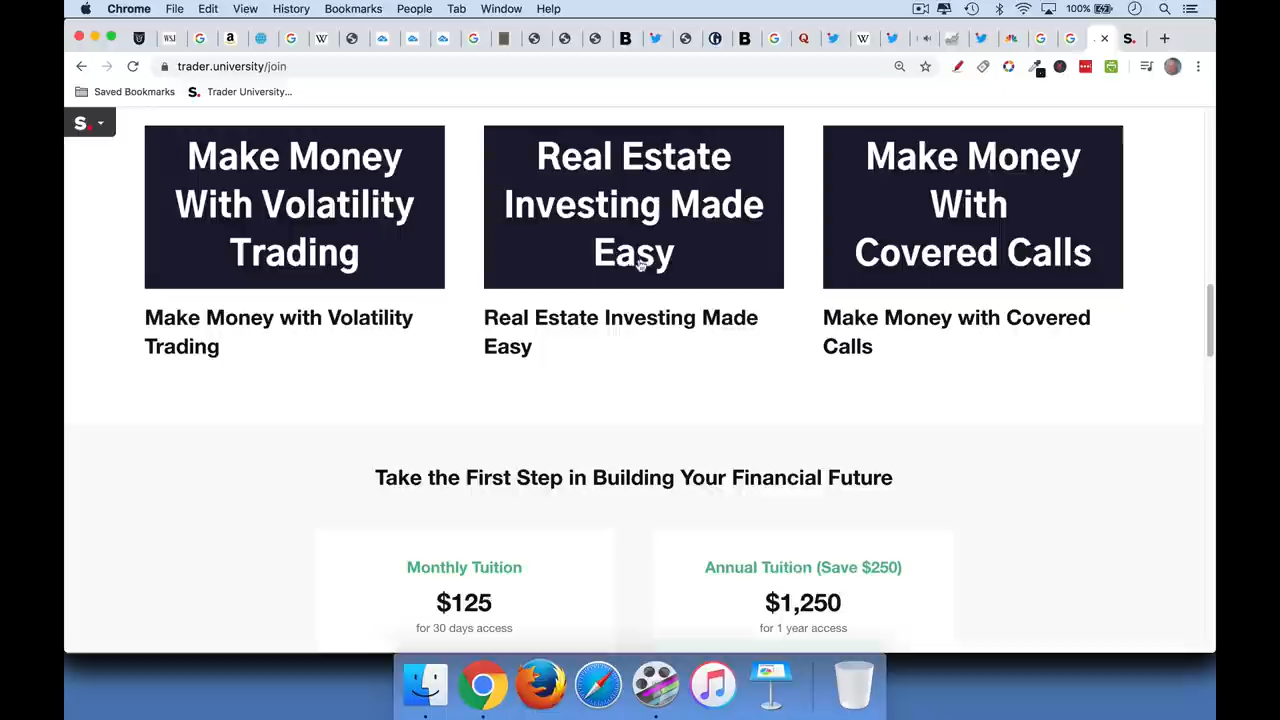 Chrome File Edit View History Bookmarks People Tab Window Help 100%
trader.university/join
Saved Bookmarks S. Trader University...
S.
Make Money
With Volatility
Trading
Real Estate
Investing Made
Easy
Make Money
With
Covered Calls
Make Money with Volatility
Trading
Real Estate Investing Made
Easy
Make Money with Covered
Calls
Take the First Step in Building Your Financial Future
Monthly Tuition
$125
for 30 days access
Annual Tuition (Save $250)
$1,250
for 1 year access